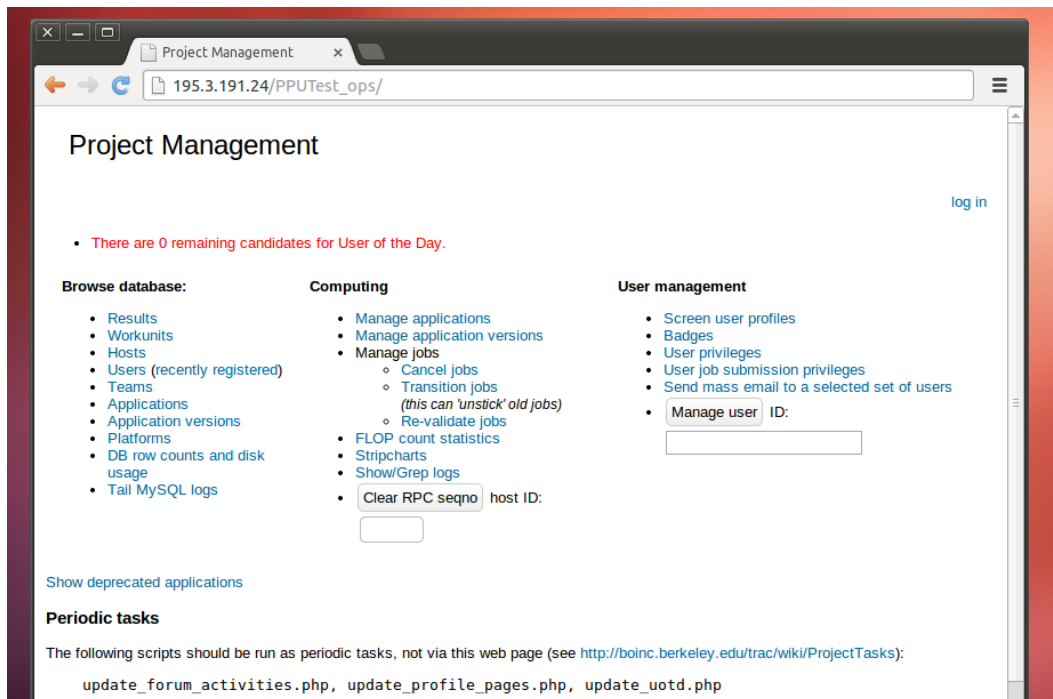 Project Management
195.3.191.24/PPUTest_ops/
Project Management
log in
There are 0 remaining candidates for User of the Day.
Browse database:
Results
Workunits
Hosts
Users (recently registered)
Teams
Applications
Application versions
Platforms
DB row counts and disk
usage
Tail MySQL logs
Computing
Manage applications
Manage application versions
Manage jobs
Cancel jobs
Transition jobs
(this can 'unstick' old jobs)
Re-validate jobs
FLOP count statistics
Stripcharts
Show/Grep logs
Clear RPC seqno host ID:
User management
Screen user profiles
Badges
User privileges
User job submission privileges
Send mass email to a selected set of users
Manage user ID:
Show deprecated applications
Periodic tasks
The following scripts should be run as periodic tasks, not via this web page (see http://boinc.berkeley.edu/trac/wiki/ProjectTasks):
update_forum_activities.php, update_profile_pages.php, update_uotd.php